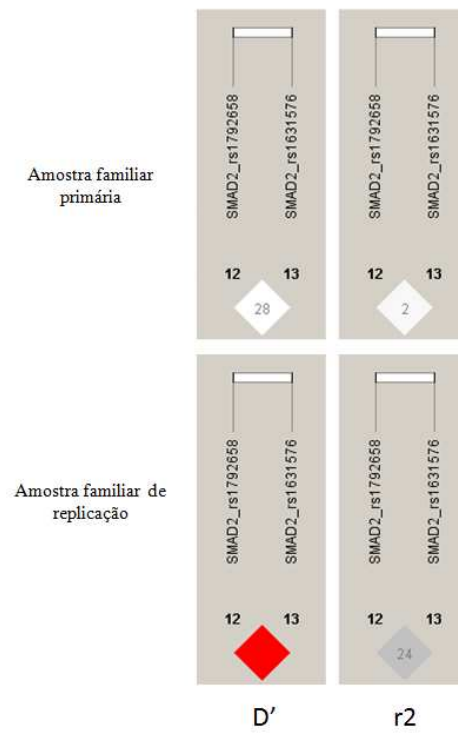 SMAD2_rs1792658
SMAD2_rs1631576
SMAD2_rs1792658
SMAD2_rs1631576
Amostra familiar
primária
12 13 12 13
28 2
SMAD2_rs1792658
SMAD2_rs1631576
SMAD2_rs1792658
SMAD2_rs1631576
Amostra familiar de
replicação
12 13 12 13
24
D’ r2